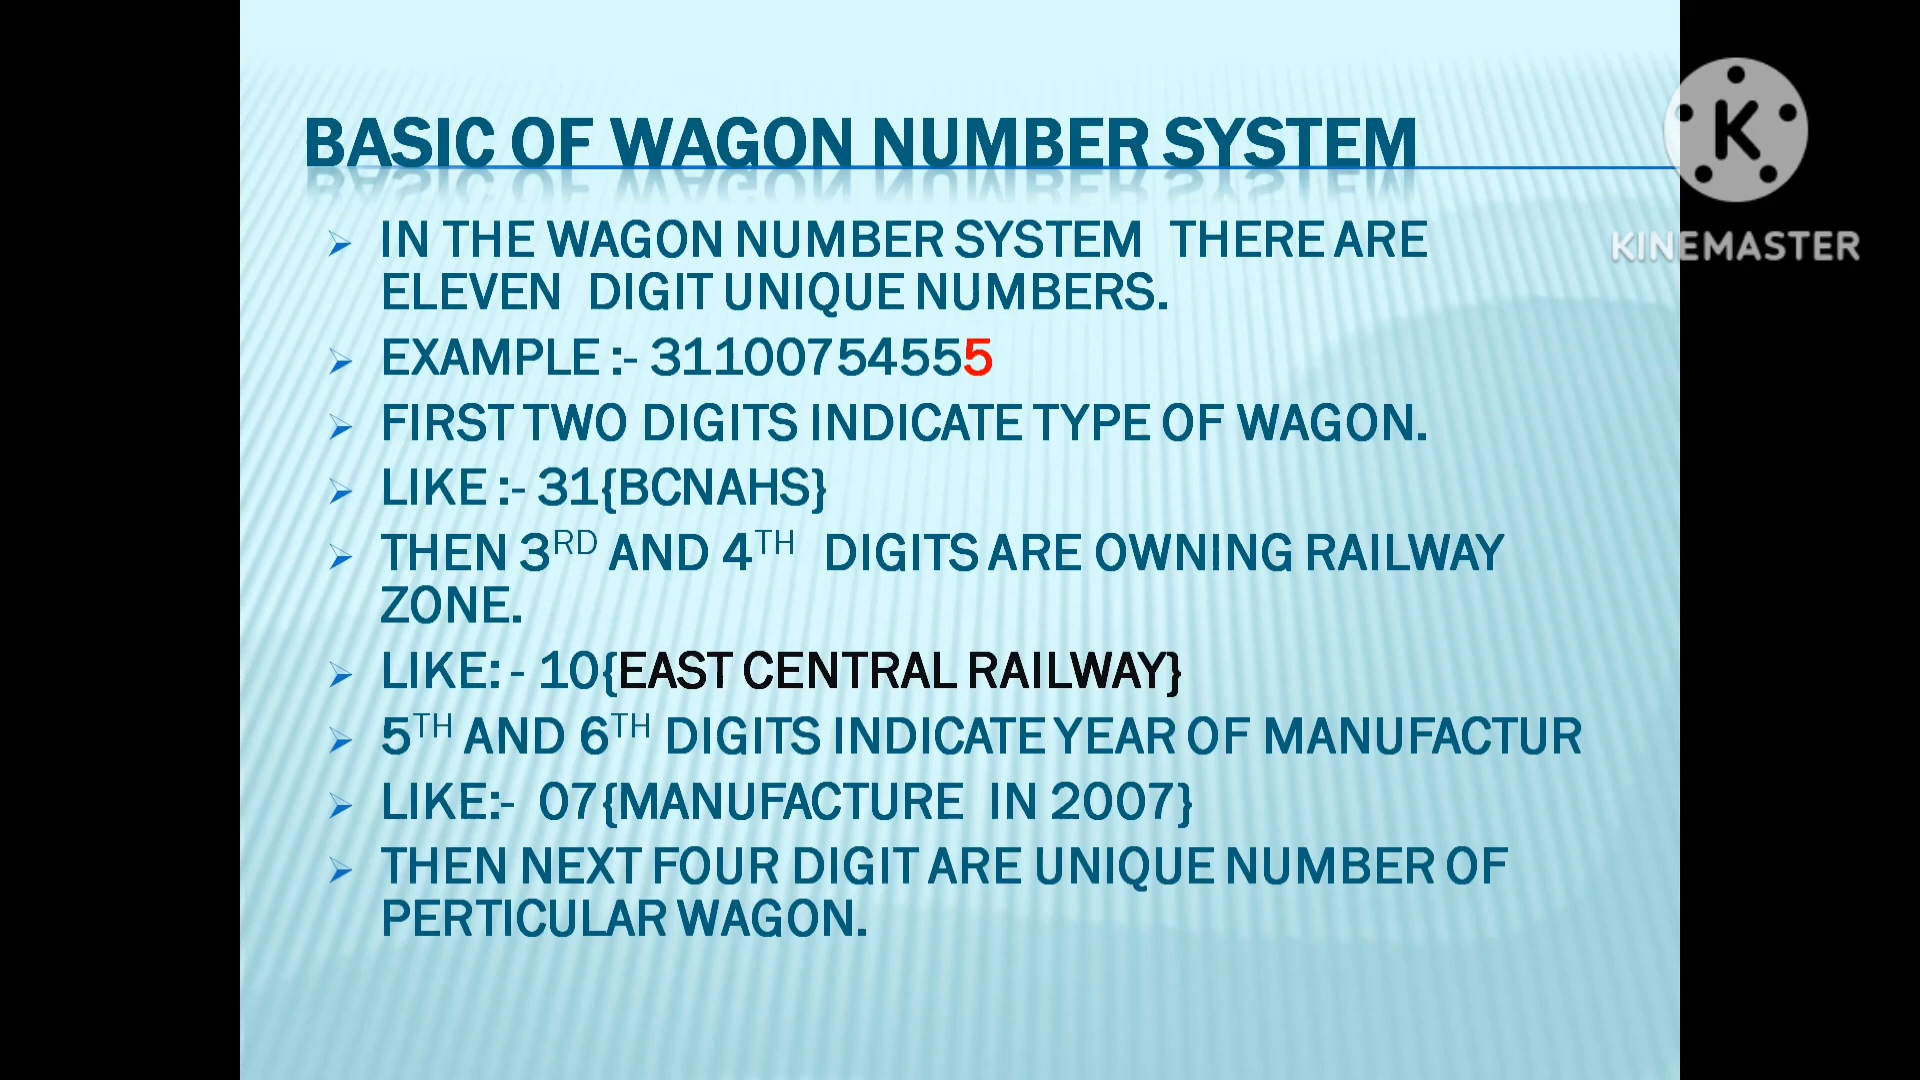 BASIC OF WAGON NUMBER SYSTEM
K
KINEMASTER
➢ IN THE WAGON NUMBER SYSTEM THERE ARE
ELEVEN DIGIT UNIQUE NUMBERS.
➢ EXAMPLE :- 31100754555
➢ FIRST TWO DIGITS INDICATE TYPE OF WAGON.
➢ LIKE :- 31{BCNAHS}
➢ THEN 3RD AND 4TH DIGITS ARE OWNING RAILWAY
ZONE.
➢ LIKE: - 10{EAST CENTRAL RAILWAY}
➢ 5TH AND 6TH DIGITS INDICATE YEAR OF MANUFACTUR
➢ LIKE:- 07{MANUFACTURE IN 2007}
➢ THEN NEXT FOUR DIGIT ARE UNIQUE NUMBER OF
PERTICULAR WAGON.